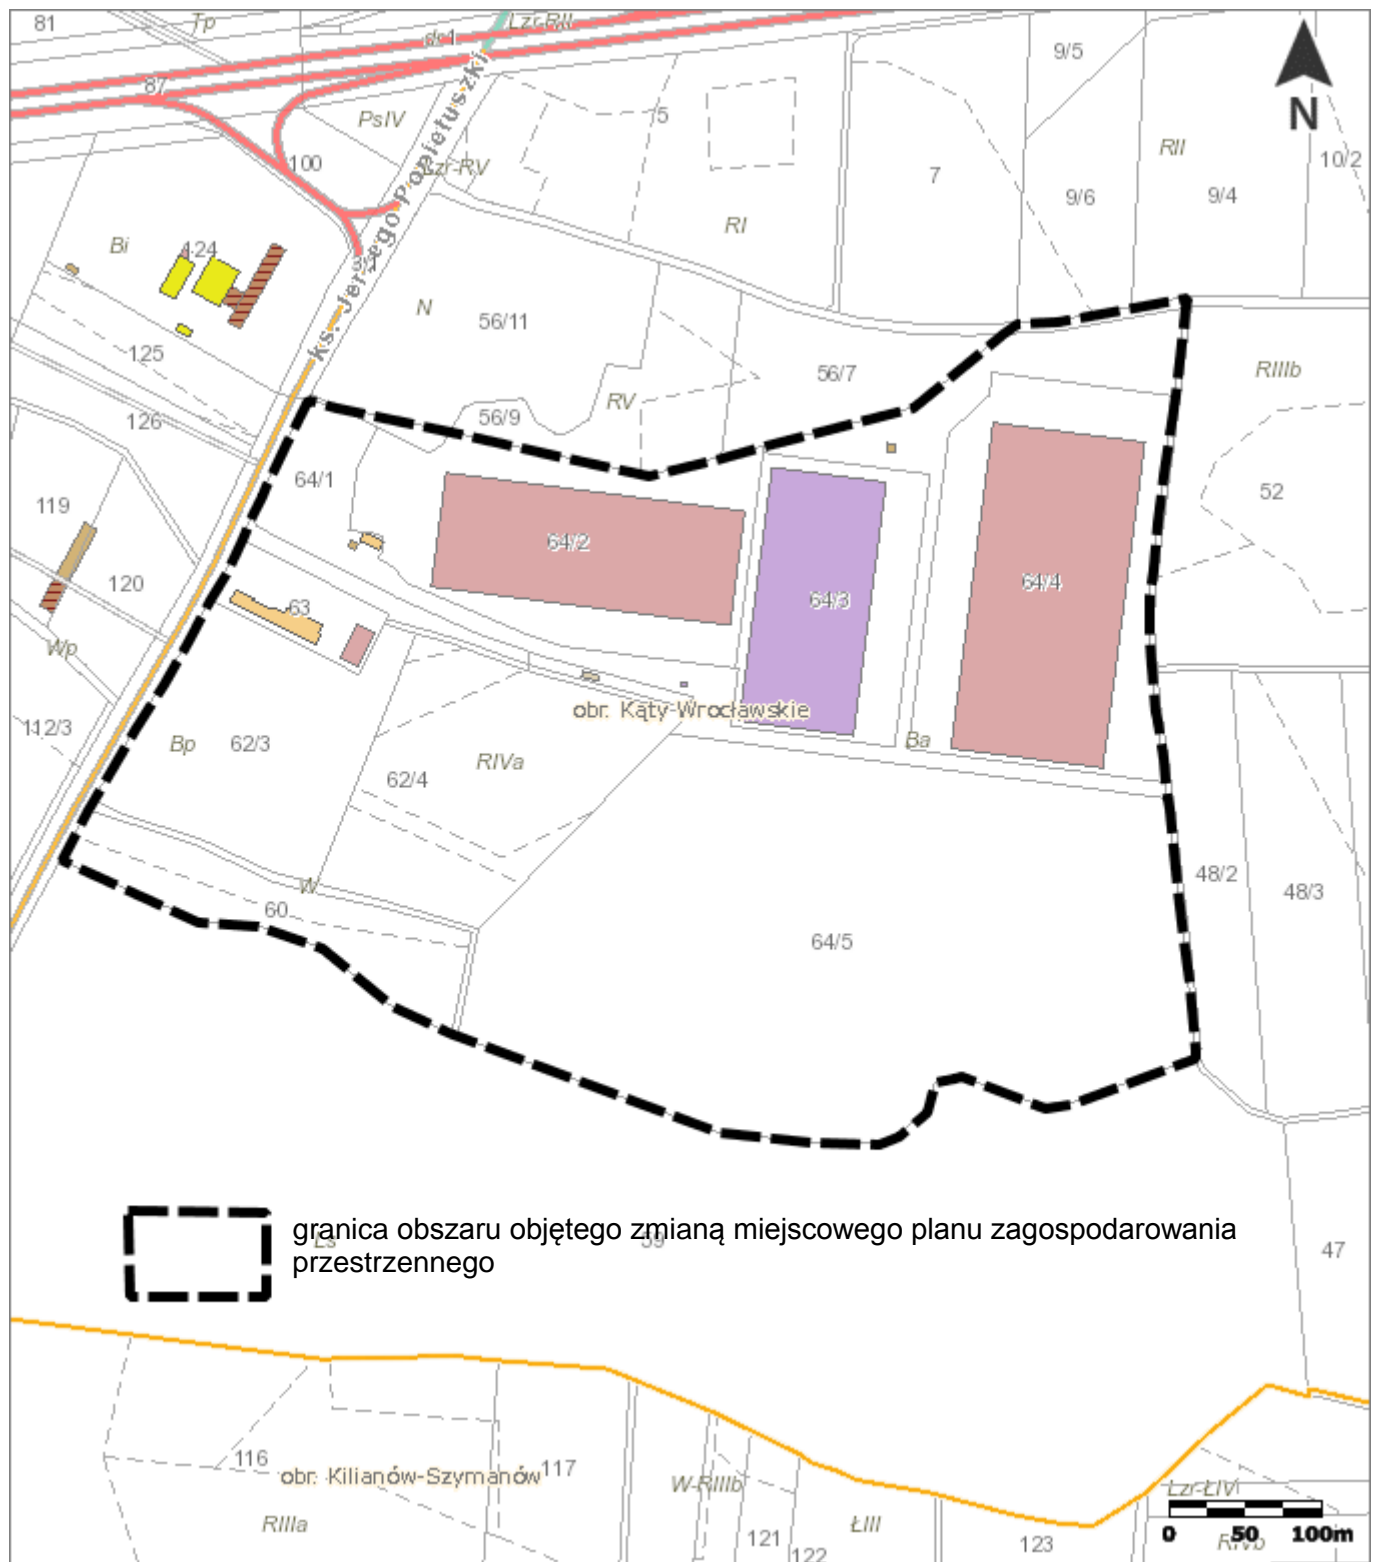 81
Tp
Lzr-RII
dr1
9/5
87
PsIV
5
RII
10/2
100
Lzr-RV
7
9/6
9/4
ks. Jerzego Popiełuszki
RI
Bi
124
N
56/11
125
56/7
RIIIb
126
56/9
RV
64/1
119
52
64/2
120
64/4
63
64/3
Wp
obr. Kąty-Wrocławskie
112/3
Bp
62/3
RIVa
Ba
62/4
48/2
48/3
W
60
64/5
granica obszaru objętego zmianą miejscowego planu zagospodarowania
przestrzennego
Ls
59
47
116
obr. Kilianów-Szymanów
117
W-RIIIb
Lzr-ŁIV
RIIIa
ŁIII
121
122
123
RIVb
0 50 100m
N